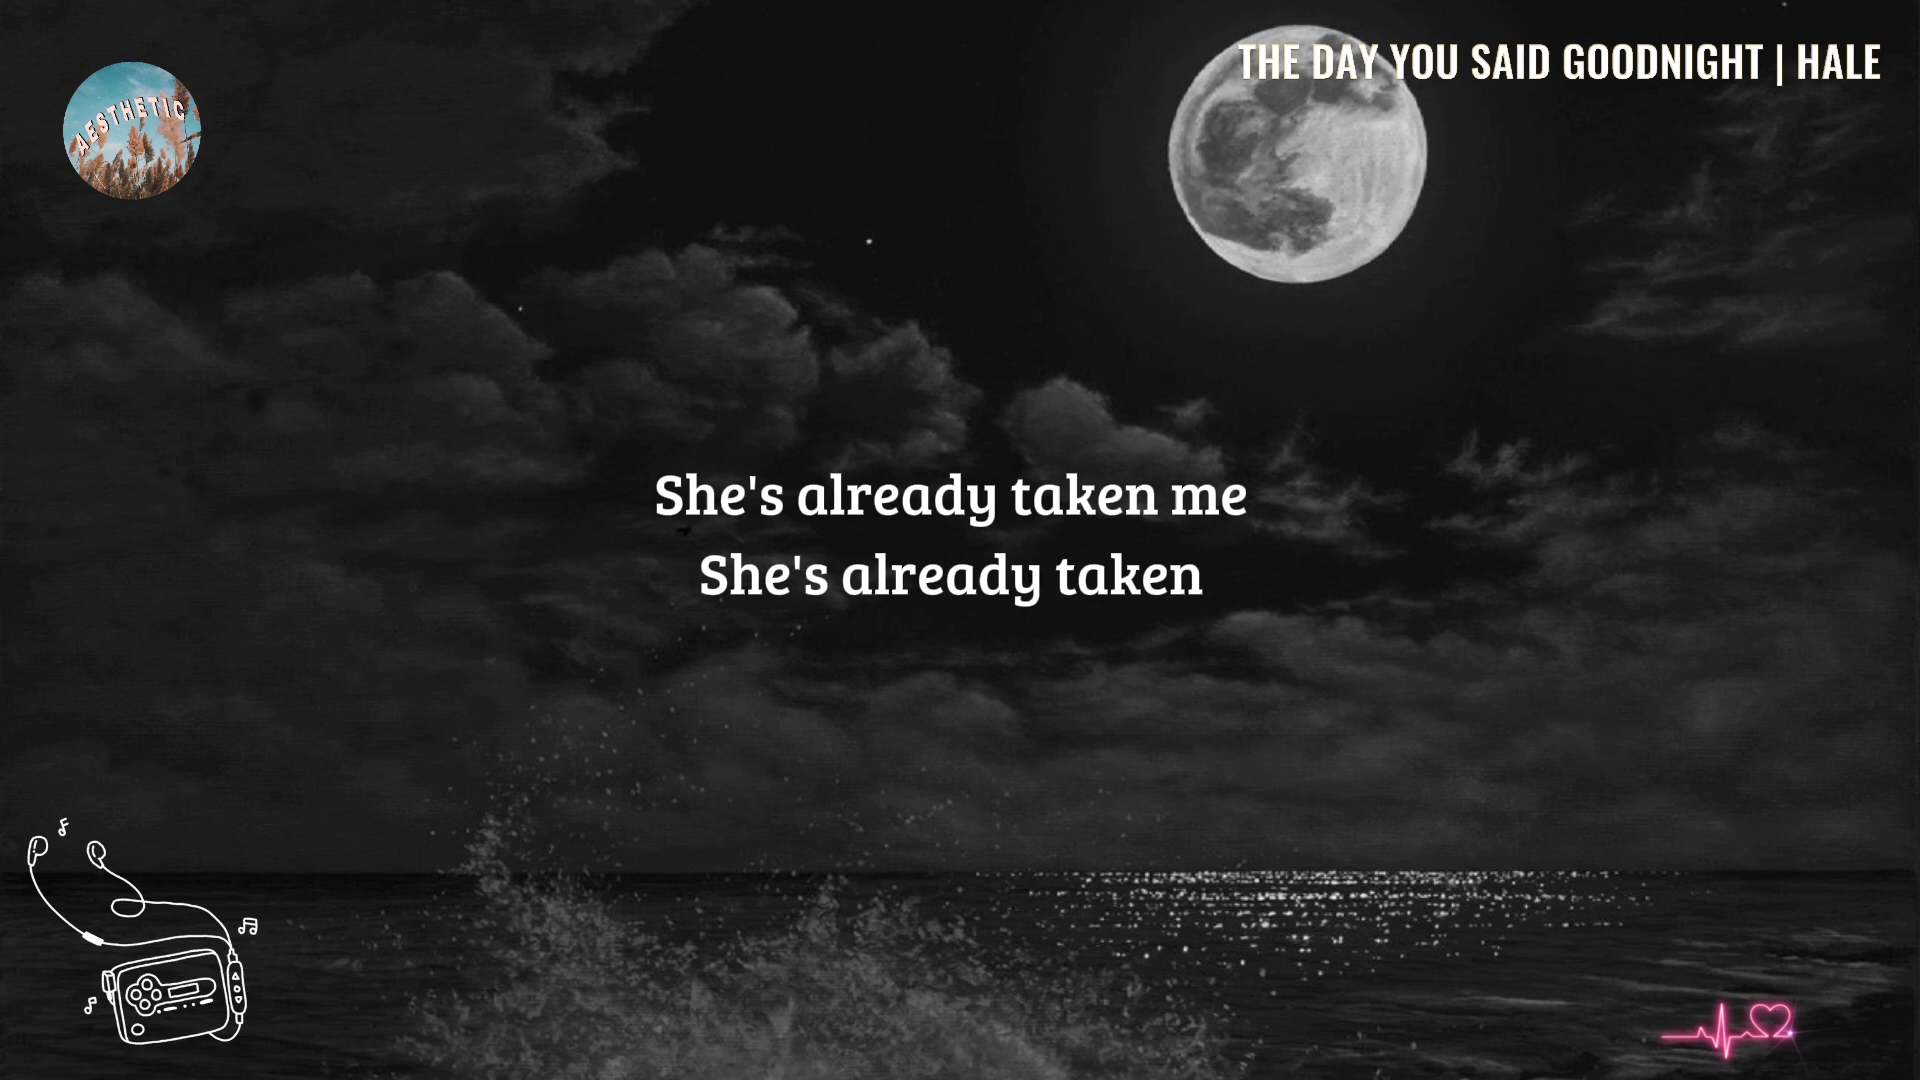 AESTHETIC
THE DAY YOU SAID GOODNIGHT | HALE
She's already taken me
She's already taken